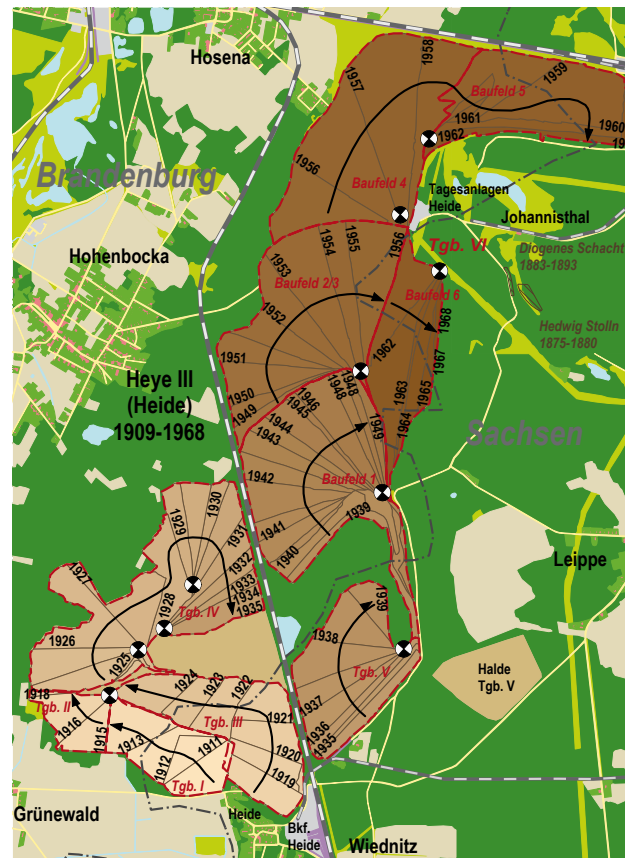 Hosena
1958
1957
1959
Baufeld 5
1961
1960
1962
19
Brandenburg
1956
Baufeld 4
Tagesanlagen
Heide
Johannisthal
1954
1955
1956
Tgb. VI
Diogenes Schacht
1883-1893
Hohenbocka
1953
Baufeld 2/3
Baufeld 6
1952
1968
Hedwig Stolln
1875-1880
1951
1962
1967
Heye III
(Heide)
1909-1968
1950
1949
1948
1948
1946
1945
1944
1943
1963
1965
1964
1949
Sachsen
1942
Baufeld 1
1939
1941
1940
Leippe
1930
1929
1931
1932
1933
1934
1935
1927
1928
Tgb. IV
1939
1938
1926
1925
Tgb. V
Halde
Tgb. V
1924
1923
1922
1937
1936
1935
1918
Tgb. II
1916
1915
1913
1911
1912
Tgb. III
1921
1920
1919
Tgb. I
Grünewald
Heide
Bkf.
Heide
Wiednitz